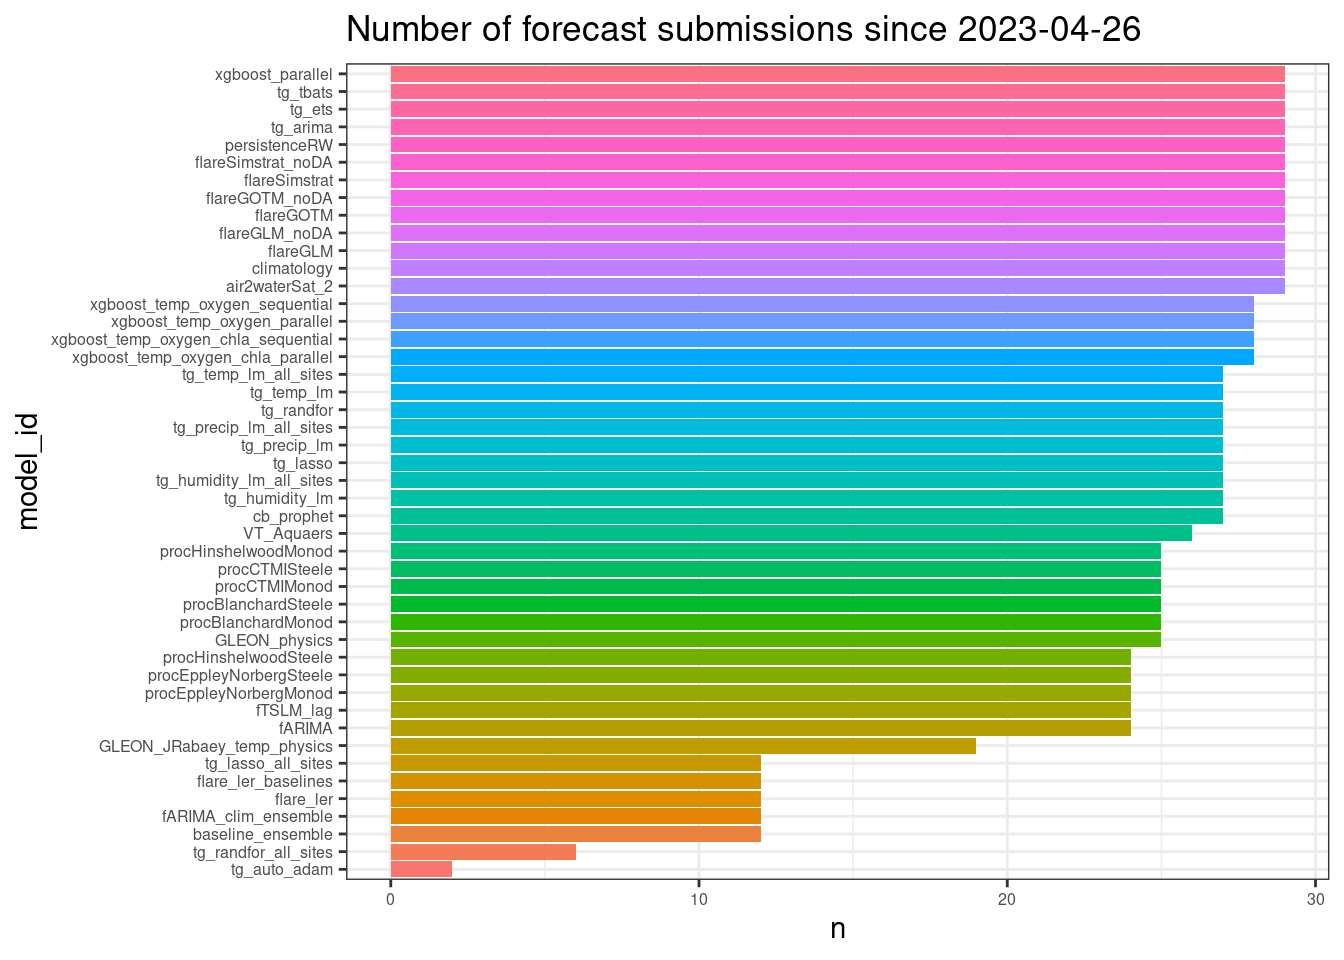 Number of forecast submissions since 2023-04-26
xgboost_parallel
tg_tbats
tg_ets
tg_arima
persistenceRW
flareSimstrat_noDA
flareSimstrat
flareGOTM_noDA
flareGOTM
flareGLM_noDA
flareGLM
climatology
air2waterSat_2
xgboost_temp_oxygen_sequential
xgboost_temp_oxygen_parallel
xgboost_temp_oxygen_chla_sequential
xgboost_temp_oxygen_chla_parallel
tg_temp_lm_all_sites
tg_temp_lm
tg_randfor
tg_precip_lm_all_sites
tg_precip_lm
tg_lasso
tg_humidity_lm_all_sites
tg_humidity_lm
cb_prophet
VT_Aquaers
procHinshelwoodMonod
procCTMISteele
procCTMIMonod
procBlanchardSteele
procBlanchardMonod
GLEON_physics
procHinshelwoodSteele
procEppleyNorbergSteele
procEppleyNorbergMonod
fTSLM_lag
fARIMA
GLEON_JRabaey_temp_physics
tg_lasso_all_sites
flare_ler_baselines
flare_ler
fARIMA_clim_ensemble
baseline_ensemble
tg_randfor_all_sites
tg_auto_adam
model_id
0 10 20 30
n